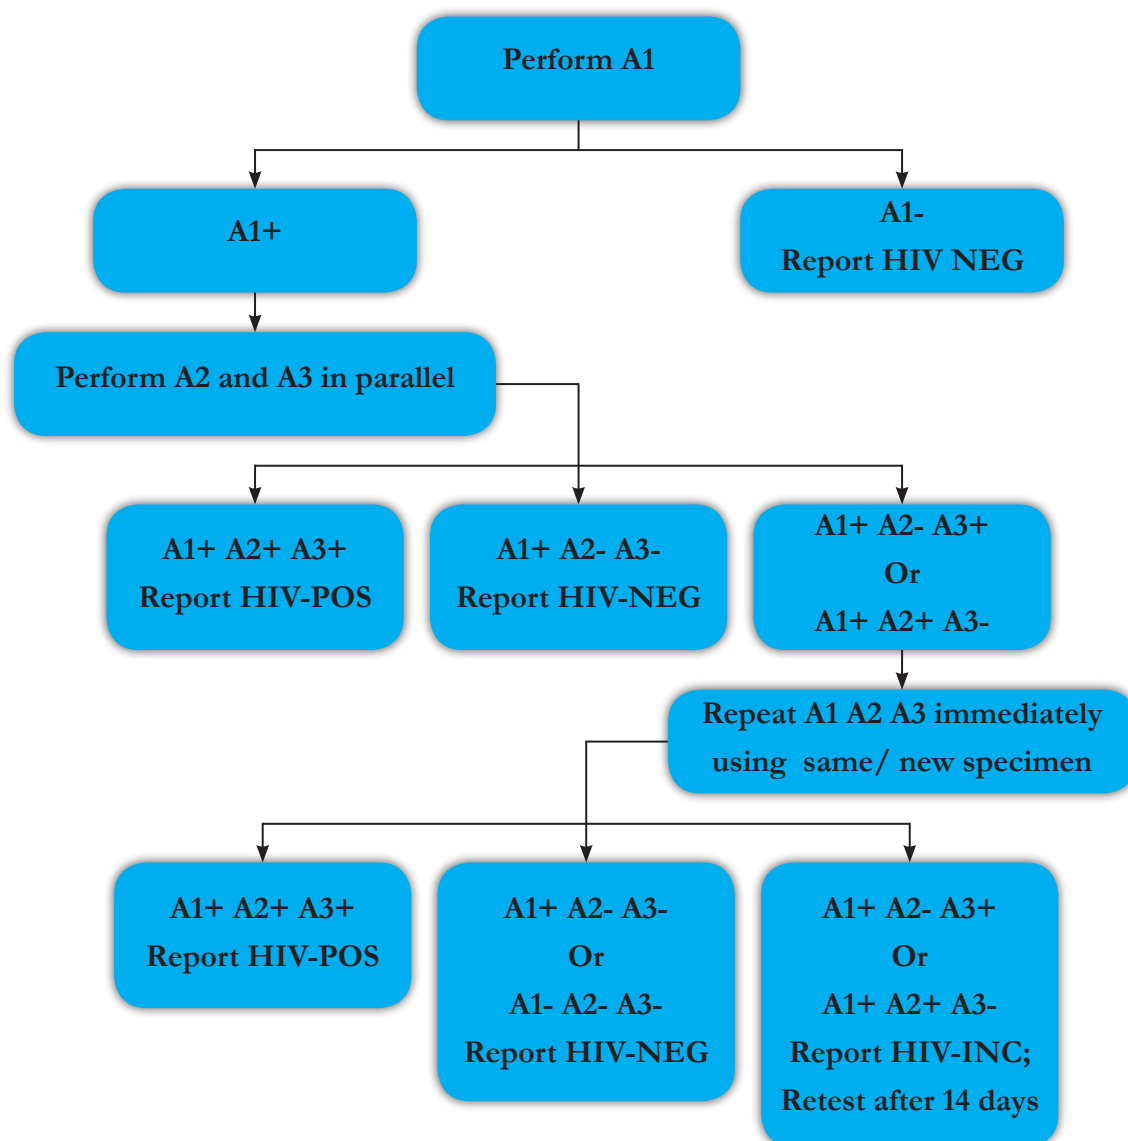 Perform A1
A1+
A1-
Report HIV NEG
Perform A2 and A3 in parallel
A1+ A2+ A3+
Report HIV-POS
A1+ A2- A3-
Report HIV-NEG
A1+ A2- A3+
Or
A1+ A2+ A3-
Repeat A1 A2 A3 immediately
using same/ new specimen
A1+ A2+ A3+
Report HIV-POS
A1+ A2- A3-
Or
A1- A2- A3-
Report HIV-NEG
A1+ A2- A3+
Or
A1+ A2+ A3-
Report HIV-INC;
Retest after 14 days